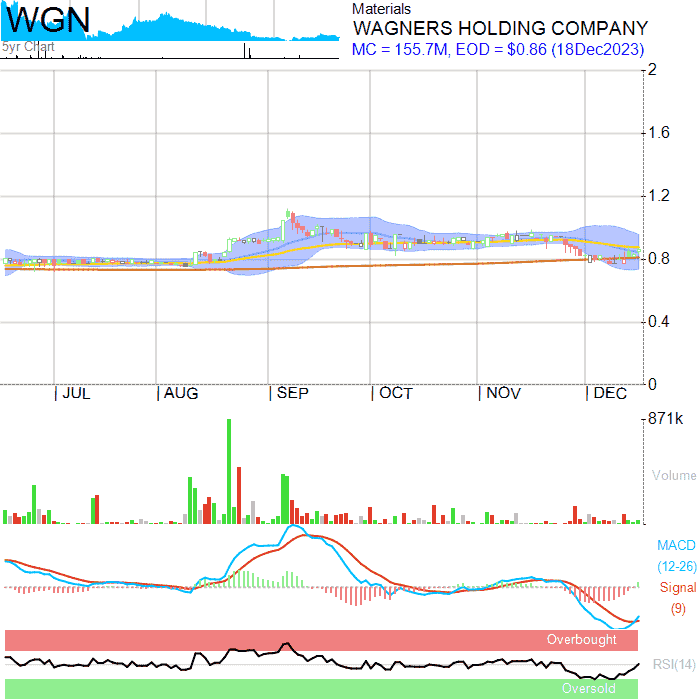 WGN
5yr Chart
Materials
WAGNERS HOLDING COMPANY
MC = 155.7M, EOD = $0.86 (18Dec2023)
2
1.6
1.2
0.8
0.4
0
| JUL | AUG | SEP | OCT | NOV | DEC
871k
Volume
MACD
(12-26)
Signal
(9)
Overbought
RSI(14)
Oversold